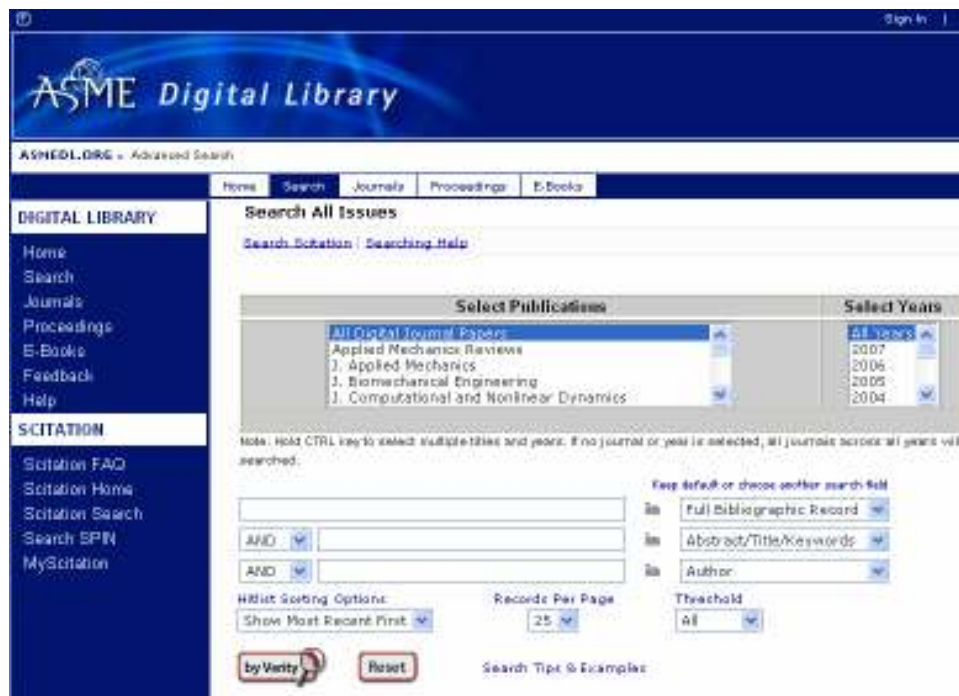 Sign In |
ASME Digital Library
ASMEDL.ORG » Advanced Search
Home Search Journals Proceedings E-Books
DIGITAL LIBRARY
Home
Search
Journals
Proceedings
E-Books
Feedback
Help
SCITATION
Scitation FAQ
Scitation Home
Scitation Search
Search SPIN
MyScitation
Search All Issues
Search Scitation | Searching Help
Select Publications Select Years
All Digital Journal Papers All Years
Applied Mechanics Reviews 2007
J. Applied Mechanics 2006
J. Biomechanical Engineering 2005
J. Computational and Nonlinear Dynamics 2004
Note: Hold CTRL key to select multiple titles and years. If no journal or year is selected, all journals across all years will
searched.
Keep default or choose another search field
in Full Bibliographic Record
AND in Abstract/Title/Keywords
AND in Author
Hitlist Sorting Options Records Per Page Threshold
Show Most Recent First 25 All
by Verity Reset Search Tips & Examples